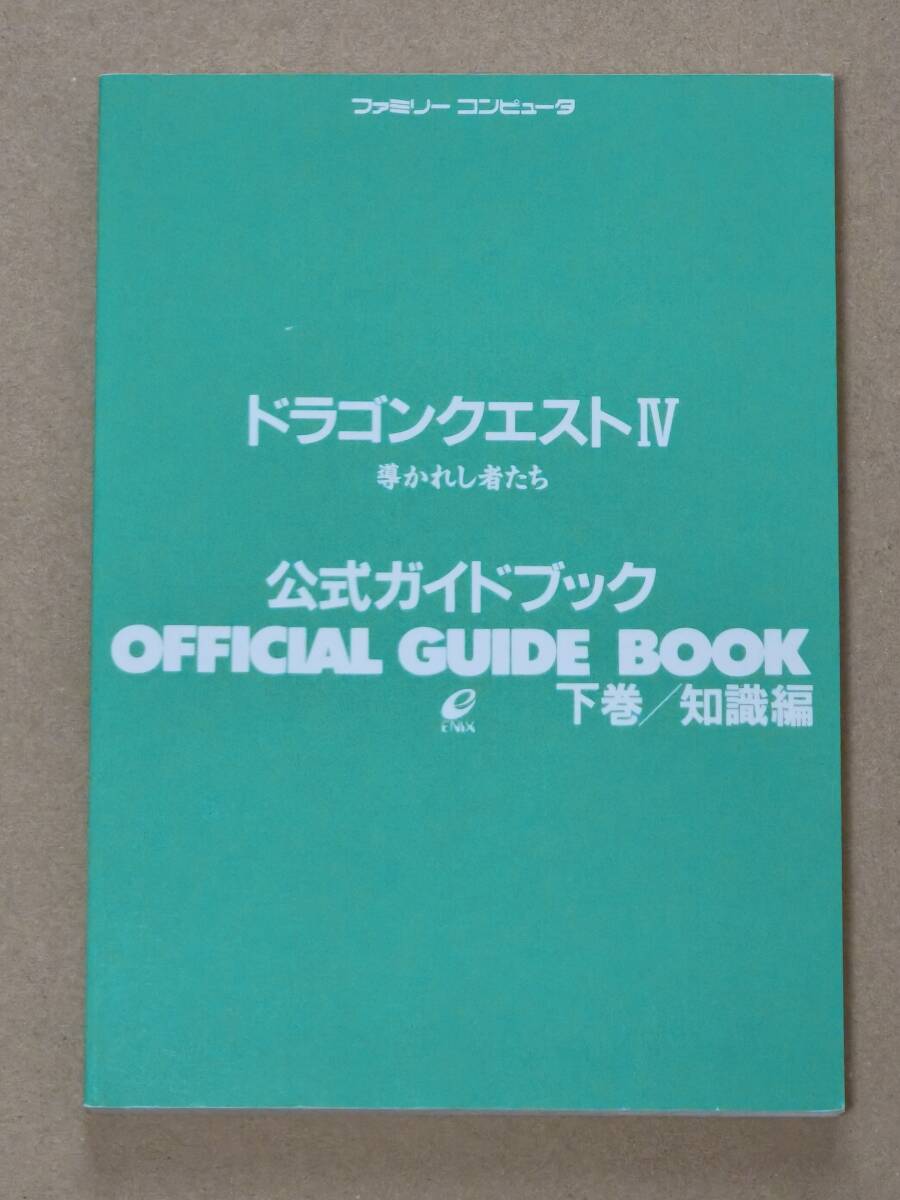 ファミリー コンピュータ
ドラゴンクエストⅣ
導かれし者たち
公式ガイドブック
OFFICIAL GUIDE BOOK
下巻／知識編
ENIX